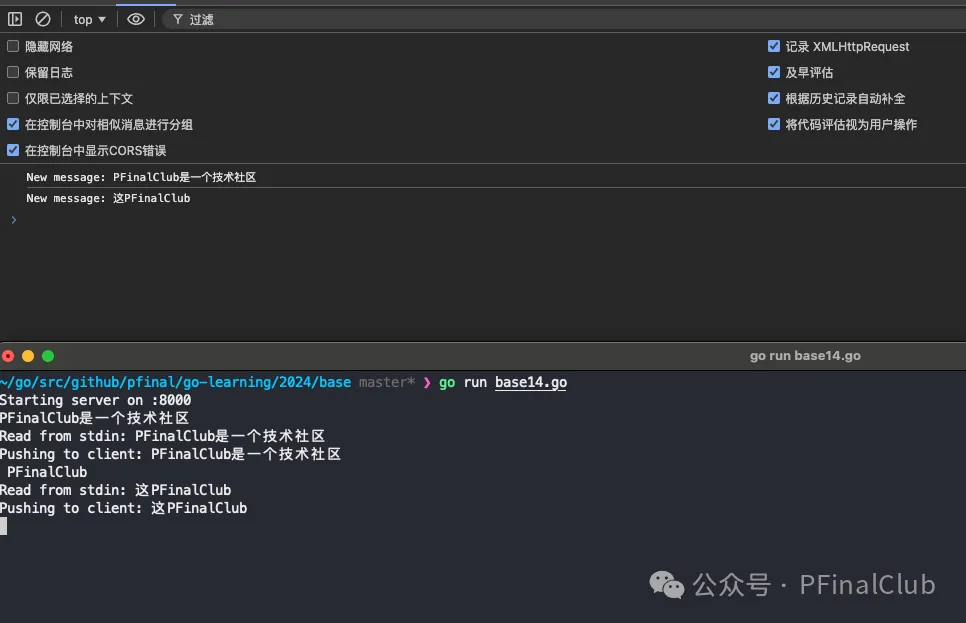 top
过滤
隐藏网络
记录 XMLHttpRequest
保留日志
及早评估
仅限已选择的上下文
根据历史记录自动补全
在控制台中对相似消息进行分组
将代码评估视为用户操作
在控制台中显示CORS错误
New message: PFinalClub是一个技术社区
New message: 这PFinalClub
go run base14.go
~/go/src/github/pfinal/go-learning/2024/base master* ❯ go run base14.go
Starting server on :8000
PFinalClub是一个技术社区
Read from stdin: PFinalClub是一个技术社区
Pushing to client: PFinalClub是一个技术社区
PFinalClub
Read from stdin: 这PFinalClub
Pushing to client: 这PFinalClub
公众号 · PFinalClub